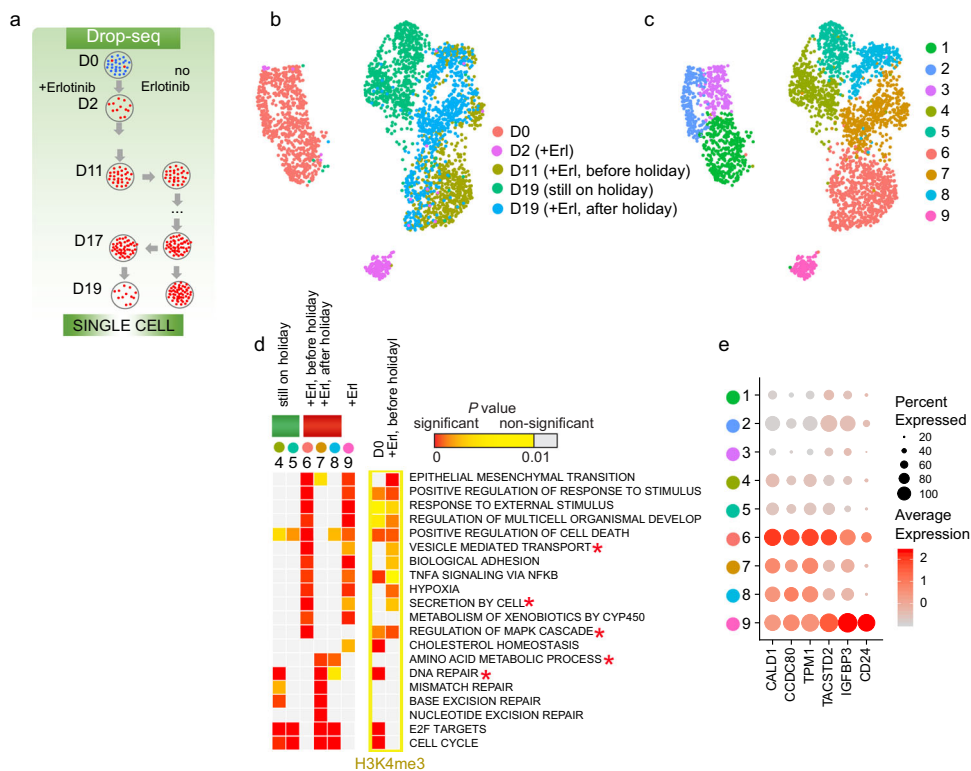 a
Drop-seq
D0
+Erlotinib
no
Erlotinib
D2
D11
...
D17
D19
SINGLE CELL
b
D0
D2 (+Erl)
D11 (+Erl, before holiday)
D19 (still on holiday)
D19 (+Erl, after holiday)
c
1
2
3
4
5
6
7
8
9
d
still on holiday
+Erl, before holiday
+Erl, after holiday
+Erl
D0
+Erl, before holidayl
P value
significant non-significant
0 0.01
4 5 6 7 8 9
EPITHELIAL MESENCHYMAL TRANSITION
POSITIVE REGULATION OF RESPONSE TO STIMULUS
RESPONSE TO EXTERNAL STIMULUS
REGULATION OF MULTICELL ORGANISMAL DEVELOP
POSITIVE REGULATION OF CELL DEATH
VESICLE MEDIATED TRANSPORT *
BIOLOGICAL ADHESION
TNFA SIGNALING VIA NFKB
HYPOXIA
SECRETION BY CELL *
METABOLISM OF XENOBIOTICS BY CYP450
REGULATION OF MAPK CASCADE *
CHOLESTEROL HOMEOSTASIS
AMINO ACID METABOLIC PROCESS *
DNA REPAIR *
MISMATCH REPAIR
BASE EXCISION REPAIR
NUCLEOTIDE EXCISION REPAIR
E2F TARGETS
CELL CYCLE
H3K4me3
e
1
2
3
4
5
6
7
8
9
CALD1
CCDC80
TPM1
TACSTD2
IGFBP3
CD24
Percent
Expressed
20
40
60
80
100
Average
Expression
2
1
0